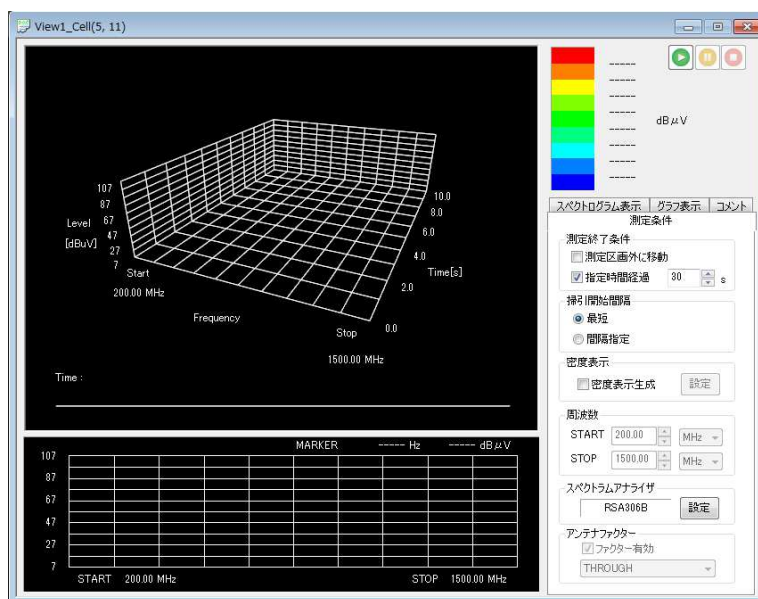 View1_Cell(5, 11)
107
87
Level 67
47
[dBuV]
27
7
Start
200.00 MHz
Frequency
Stop
1500.00 MHz
0.0
2.0
4.0
Time[s]
6.0
8.0
10.0
Time :
-----
-----
-----
-----
-----
-----
-----
-----
dBμV
スペクトログラム表示 グラフ表示 コメント
測定条件
測定終了条件
測定区画外に移動
指定時間経過 30 s
掃引開始間隔
最短
間隔指定
密度表示
密度表示生成 設定
周波数
START 200.00 MHz
STOP 1500.00 MHz
スペクトラムアナライザ
RSA306B 設定
アンテナファクター
ファクター有効
THROUGH
MARKER ----- Hz ----- dBμV
107
87
67
47
27
7
START 200.00 MHz STOP 1500.00 MHz